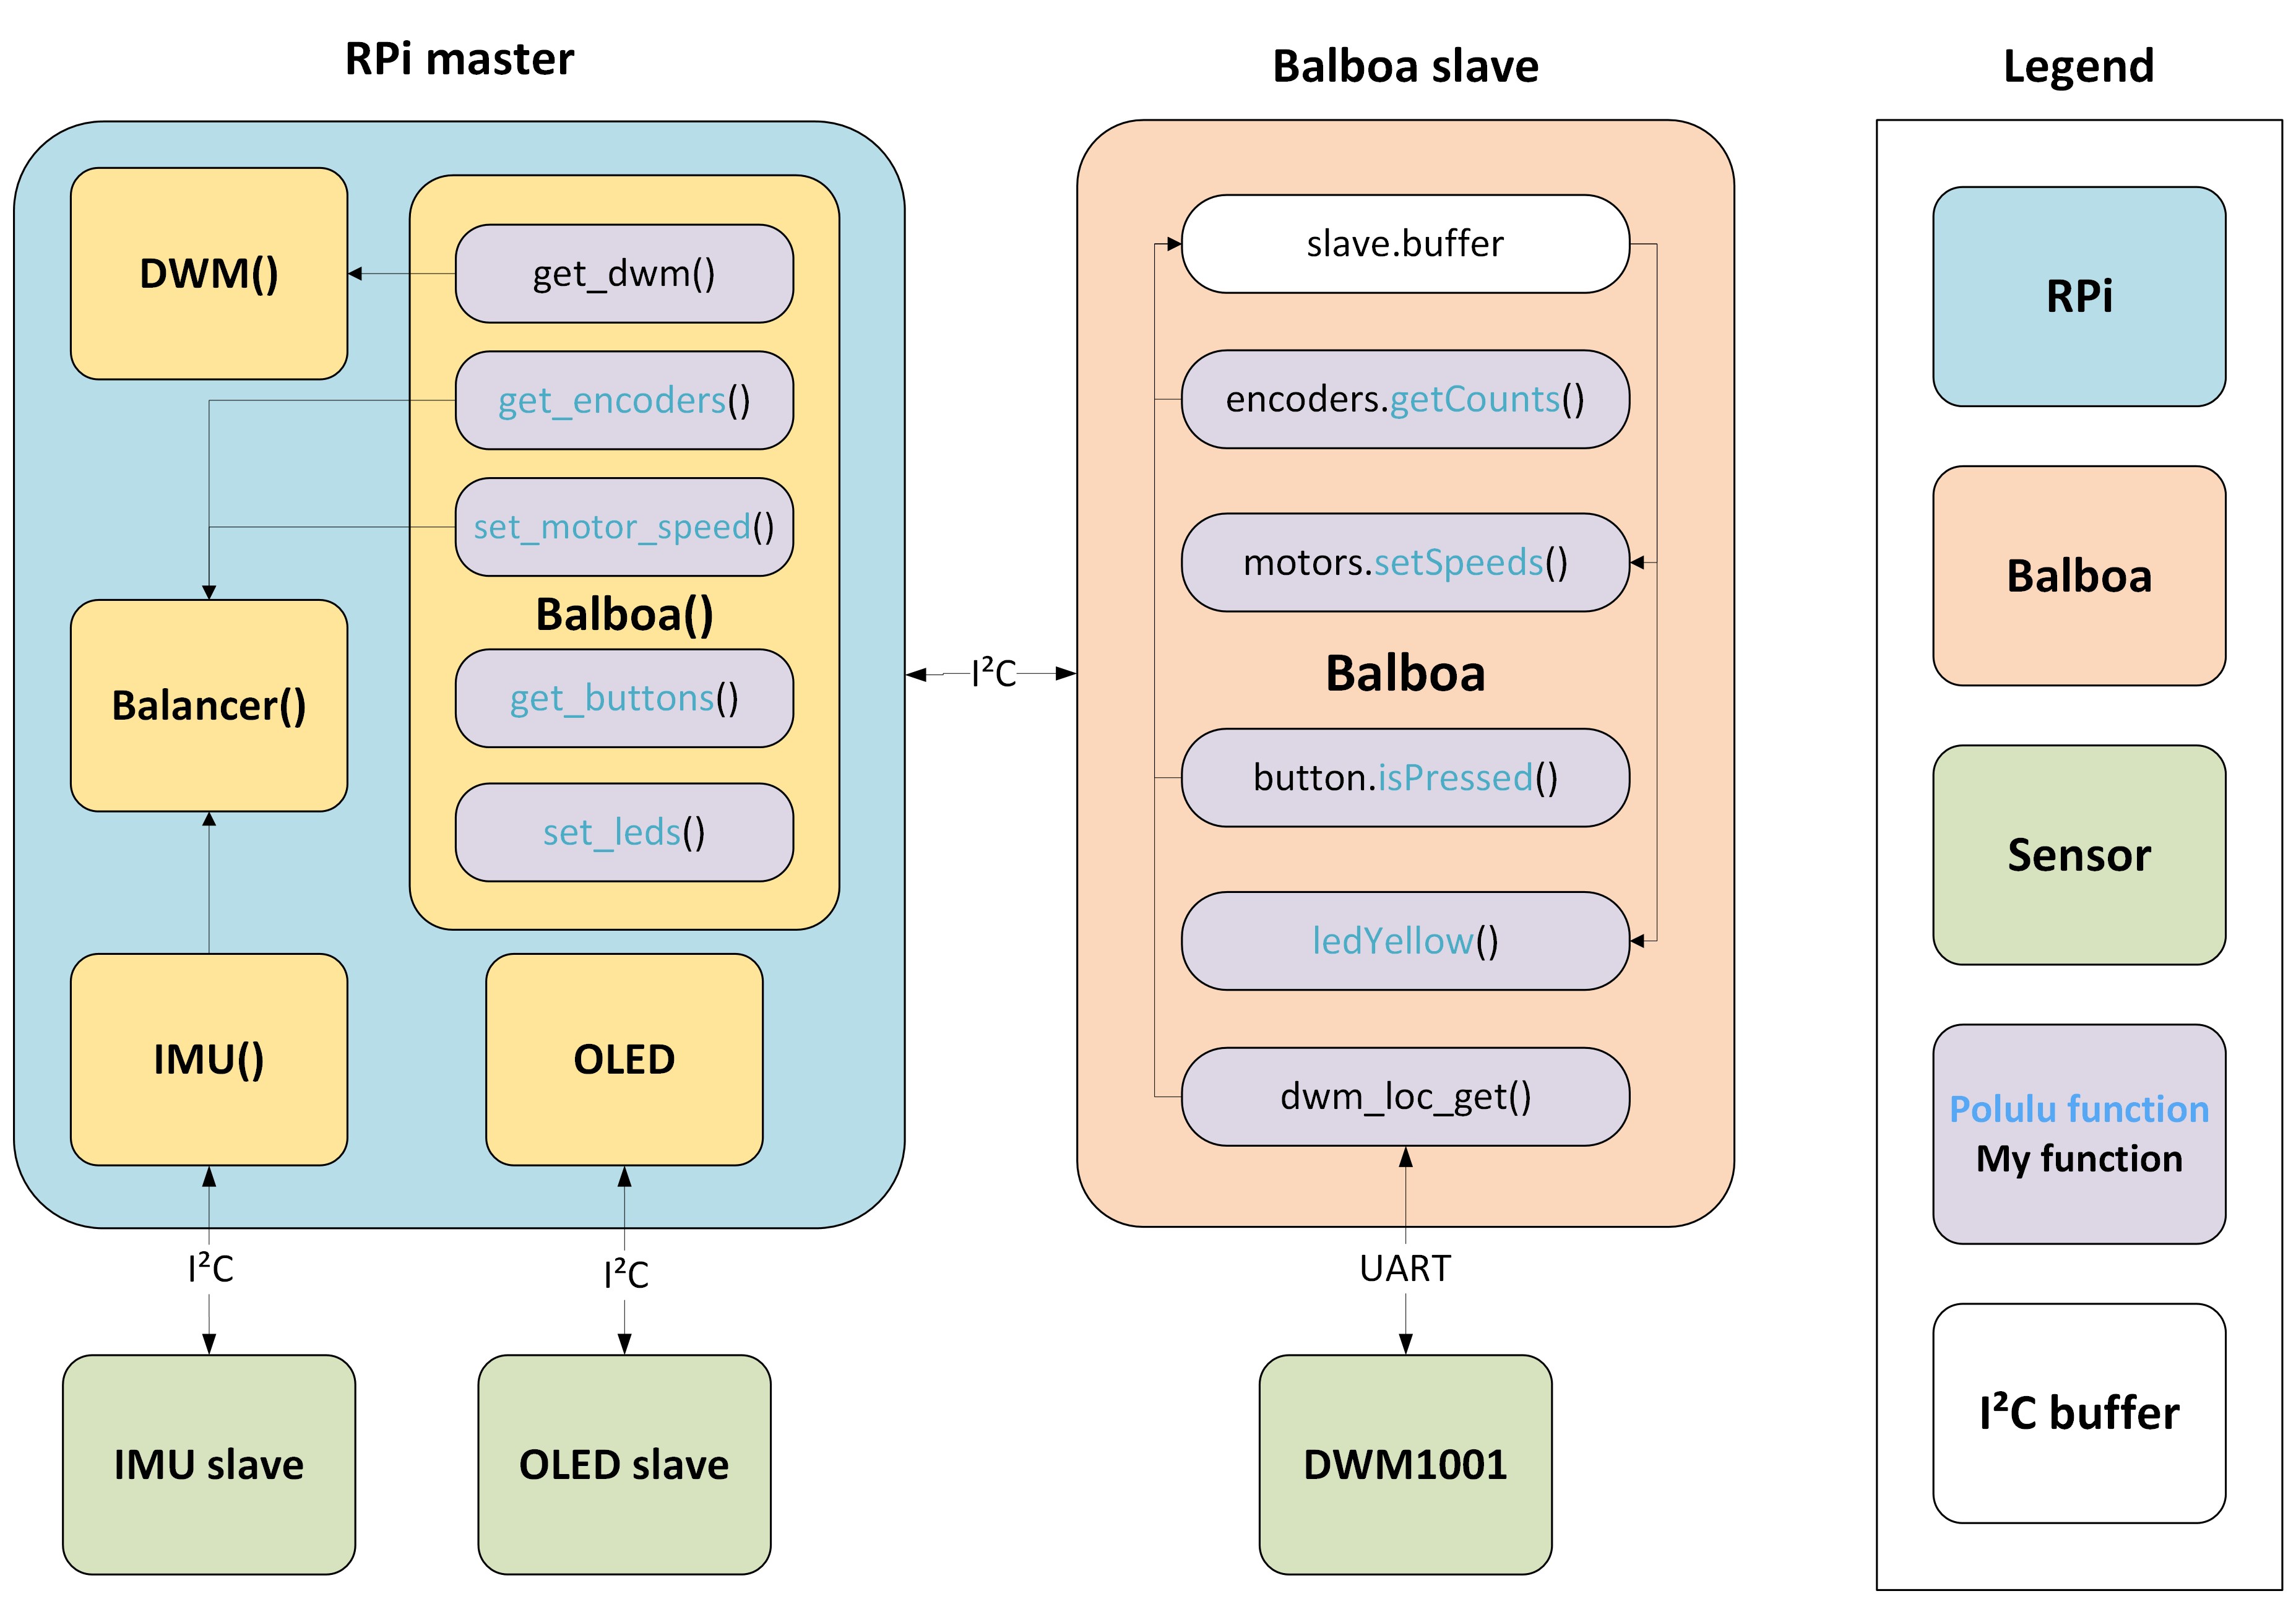 RPi master
DWM()
get_dwm()
get_encoders()
set_motor_speed()
Balboa()
get_buttons()
set_leds()
Balancer()
IMU()
OLED
I²C
I²C
IMU slave
OLED slave
I²C
Balboa slave
slave.buffer
encoders.getCounts()
motors.setSpeeds()
Balboa
button.isPressed()
ledYellow()
dwm_loc_get()
UART
DWM1001
Legend
RPi
Balboa
Sensor
Polulu function
My function
I²C buffer